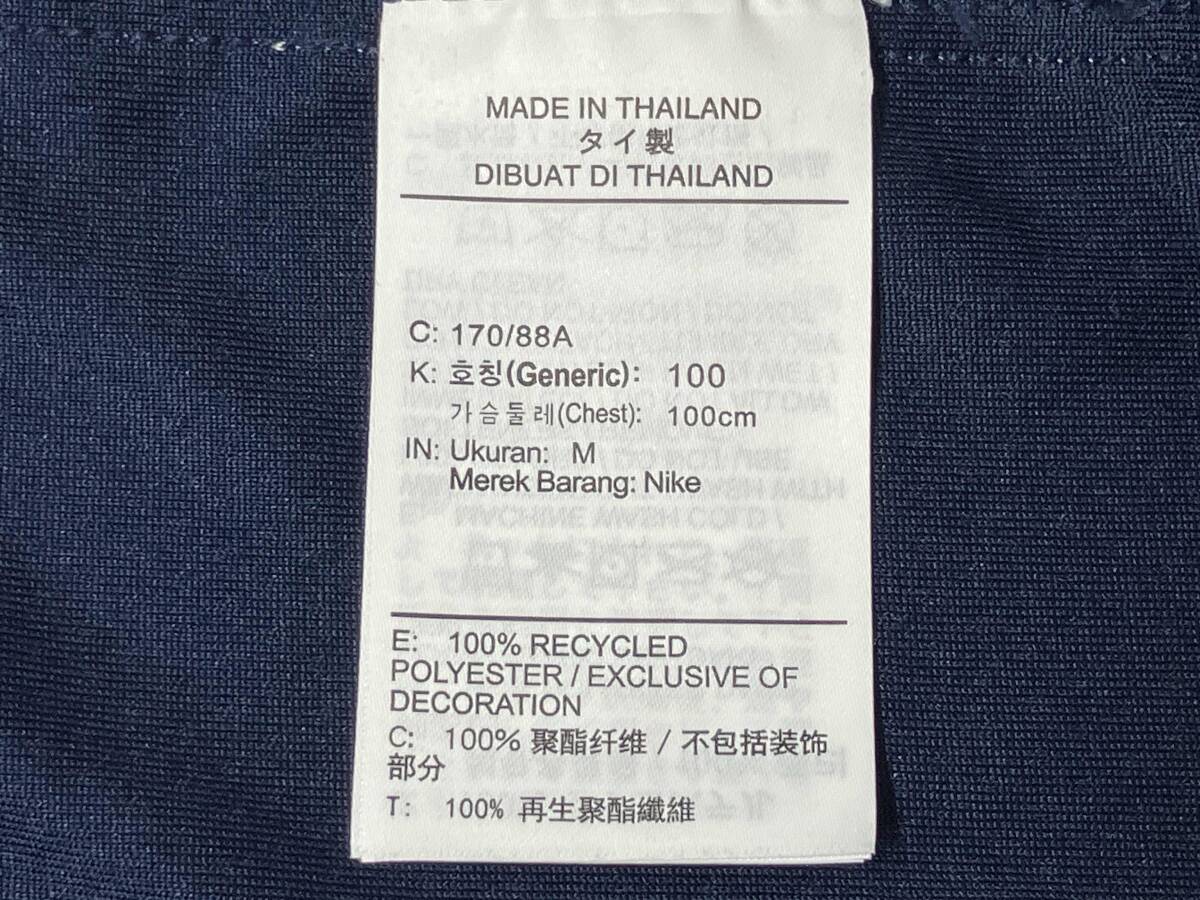 MADE IN THAILAND
タイ製
DIBUAT DI THAILAND
C: 170/88A
K: 호칭(Generic): 100
가슴둘레(Chest): 100cm
IN: Ukuran: M
Merek Barang: Nike
E: 100% RECYCLED
POLYESTER / EXCLUSIVE OF
DECORATION
C: 100% 聚酯纤维 / 不包括装饰
部分
T: 100% 再生聚酯纖維